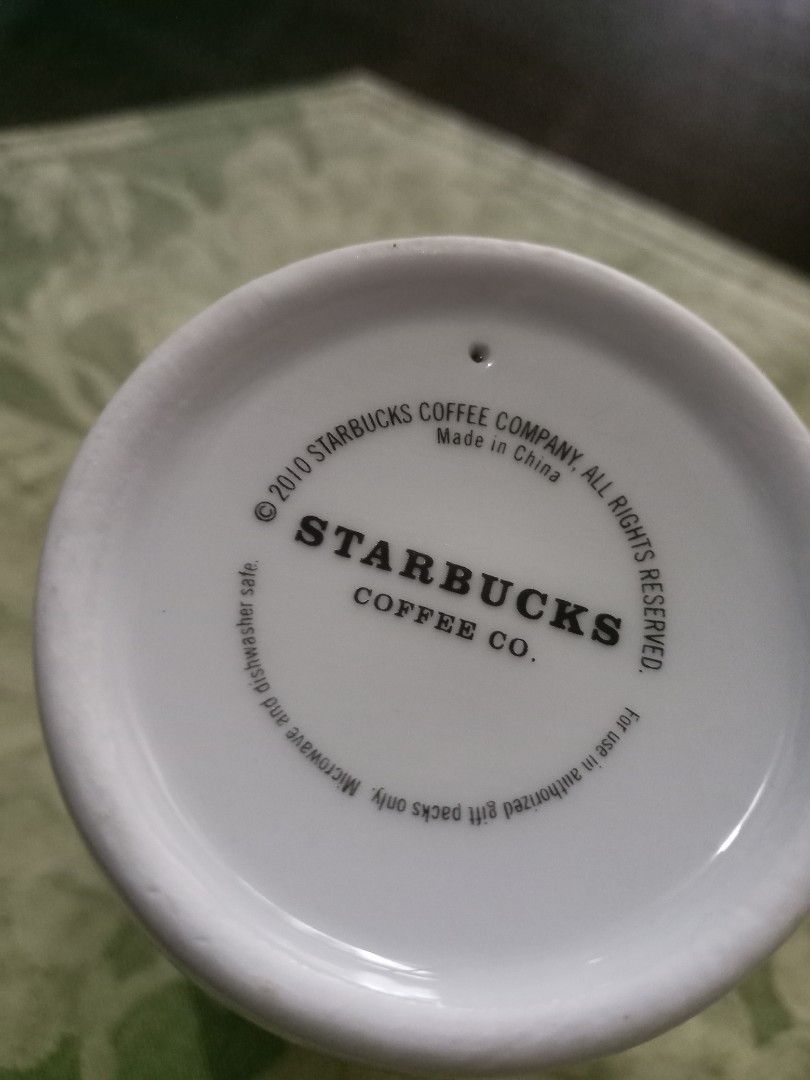 © 2010 STARBUCKS COFFEE COMPANY, ALL RIGHTS RESERVED.
Made in China
STARBUCKS
COFFEE CO.
For use in authorized gift packs only. Microwave and dishwasher safe.